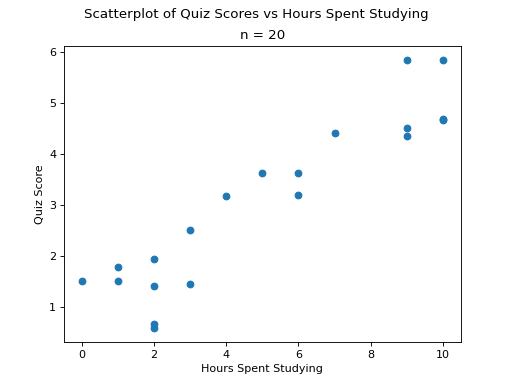 Scatterplot of Quiz Scores vs Hours Spent Studying
n = 20
6
5
4
3
2
1
Quiz Score
0 2 4 6 8 10
Hours Spent Studying